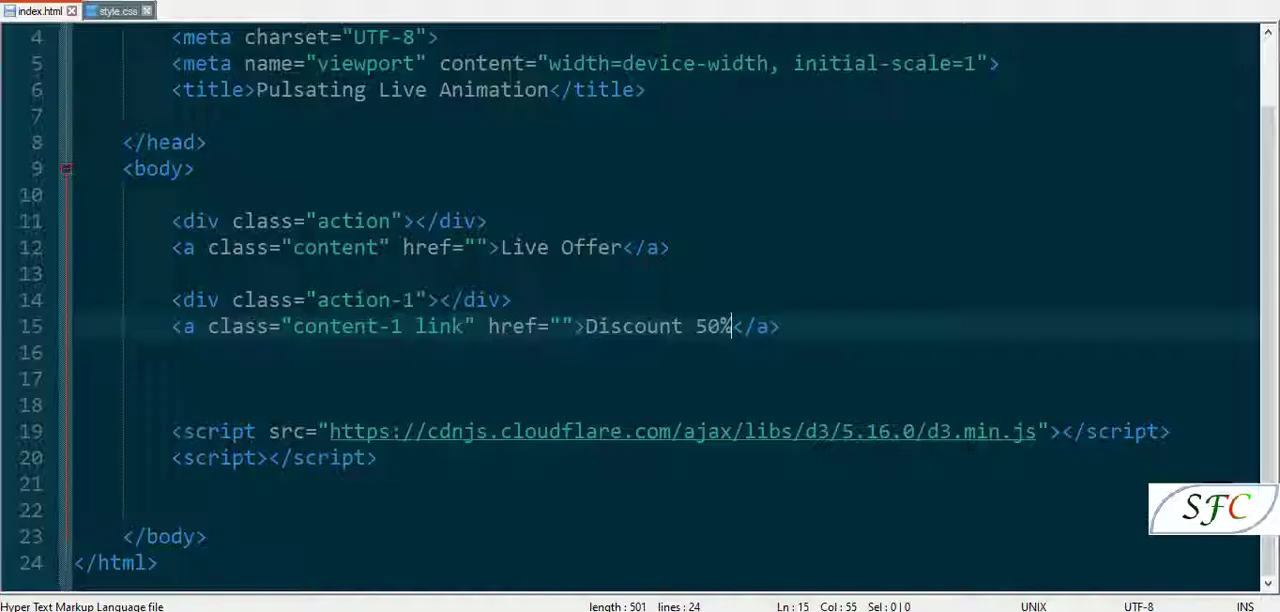 index.html
style.css
4 <meta charset="UTF-8">
5 <meta name="viewport" content="width=device-width, initial-scale=1">
6 <title>Pulsating Live Animation</title>
7
8 </head>
9 <body>
10
11 <div class="action"></div>
12 <a class="content" href="">Live Offer</a>
13
14 <div class="action-1"></div>
15 <a class="content-1 link" href="">Discount 50%</a>
16
17
18
19 <script src="https://cdnjs.cloudflare.com/ajax/libs/d3/5.16.0/d3.min.js"></script>
20 <script></script>
21
22
23 </body>
24 </html>
SFC
Hyper Text Markup Language file length : 501 lines : 24 Ln : 15 Col : 55 Sel : 0 | 0 UNIX UTF-8 INS